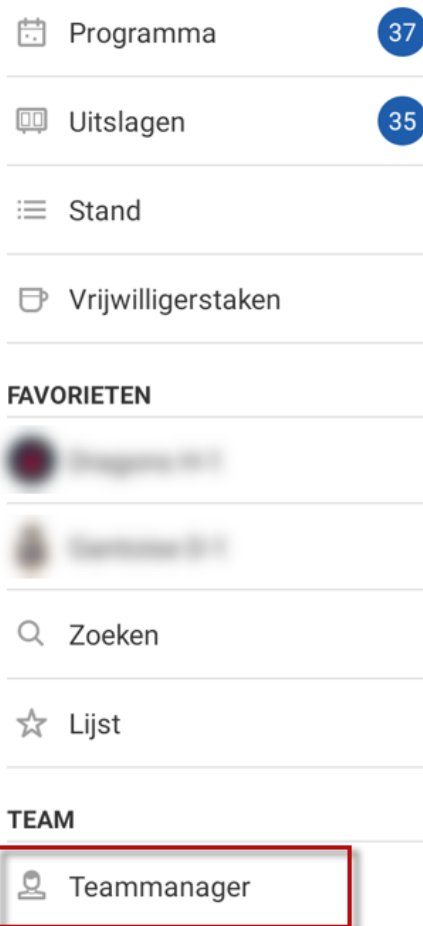 Programma 37
Uitslagen 35
Stand
Vrijwilligerstaken
FAVORIETEN
Zoeken
Lijst
TEAM
Teammanager